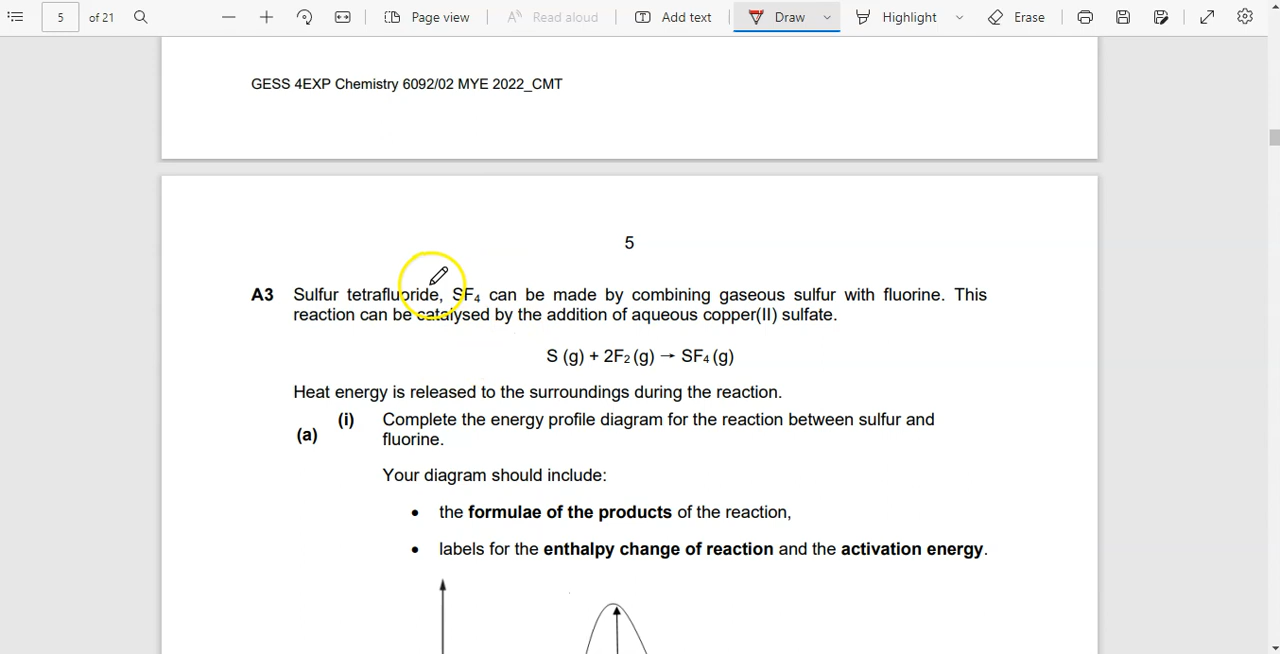 5 of 21 Page view Read aloud Add text Draw Highlight Erase
GESS 4EXP Chemistry 6092/02 MYE 2022_CMT
5
A3 Sulfur tetrafluoride, SF₄ can be made by combining gaseous sulfur with fluorine. This
reaction can be catalysed by the addition of aqueous copper(II) sulfate.
S (g) + 2F₂ (g) → SF₄ (g)
Heat energy is released to the surroundings during the reaction.
(a) (i) Complete the energy profile diagram for the reaction between sulfur and
fluorine.
Your diagram should include:
• the formulae of the products of the reaction,
• labels for the enthalpy change of reaction and the activation energy.